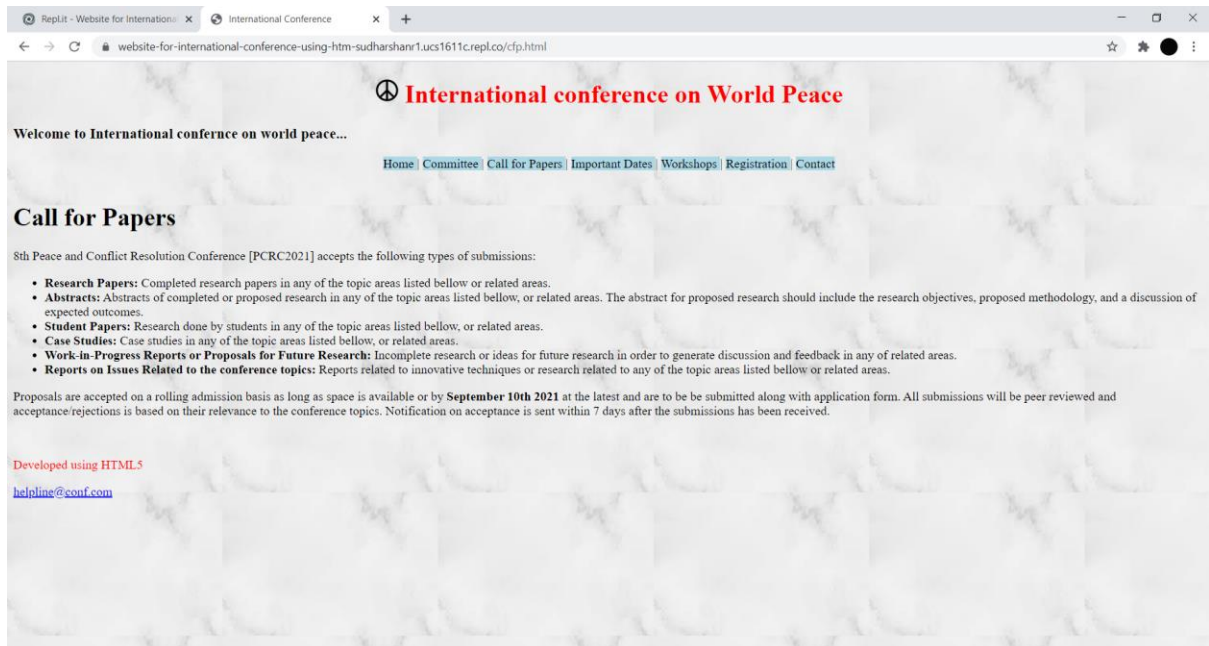 Repl.it - Website for Internationa
International Conference
website-for-international-conference-using-htm-sudharshanr1.ucs1611c.repl.co/cfp.html
International conference on World Peace
Welcome to International confernce on world peace...
Home | Committee | Call for Papers | Important Dates | Workshops | Registration | Contact
Call for Papers
8th Peace and Conflict Resolution Conference [PCRC2021] accepts the following types of submissions:
• Research Papers: Completed research papers in any of the topic areas listed bellow or related areas.
• Abstracts: Abstracts of completed or proposed research in any of the topic areas listed bellow, or related areas. The abstract for proposed research should include the research objectives, proposed methodology, and a discussion of
expected outcomes.
• Student Papers: Research done by students in any of the topic areas listed bellow, or related areas.
• Case Studies: Case studies in any of the topic areas listed bellow, or related areas.
• Work-in-Progress Reports or Proposals for Future Research: Incomplete research or ideas for future research in order to generate discussion and feedback in any of related areas.
• Reports on Issues Related to the conference topics: Reports related to innovative techniques or research related to any of the topic areas listed bellow or related areas.
Proposals are accepted on a rolling admission basis as long as space is available or by September 10th 2021 at the latest and are to be be submitted along with application form. All submissions will be peer reviewed and
acceptance/rejections is based on their relevance to the conference topics. Notification on acceptance is sent within 7 days after the submissions has been received.
Developed using HTML5
helpline@conf.com